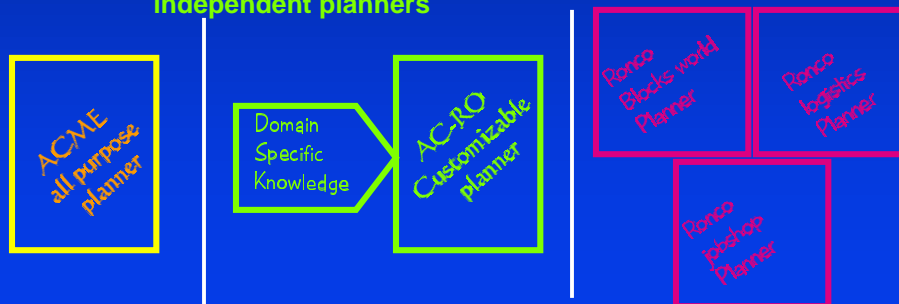 independent planners
ACME
all purpose
planner
Domain
Specific
Knowledge
AC-RO
Customizable
planner
Ronco
Blocks world
Planner
Ronco
logistics
Planner
Ronco
jobshop
Planner